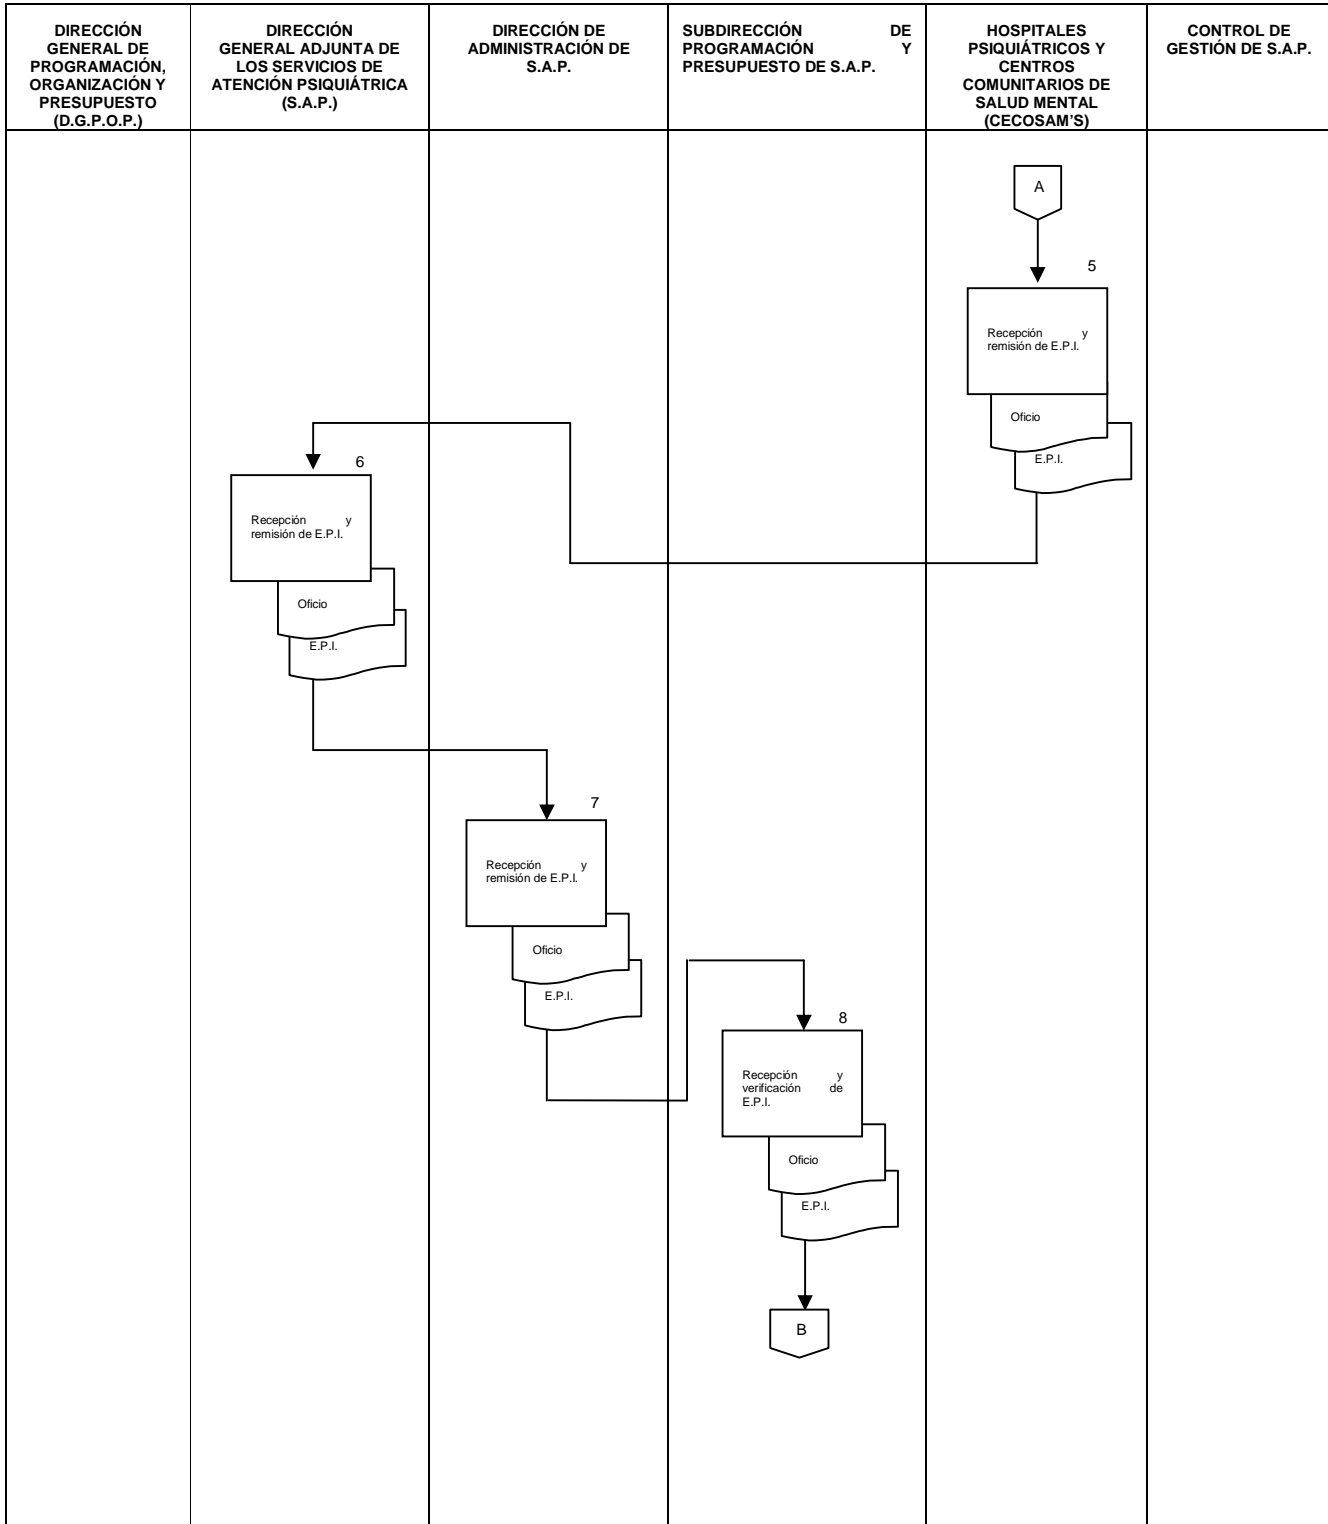 DIRECCIÓN
GENERAL DE
PROGRAMACIÓN,
ORGANIZACIÓN Y
PRESUPUESTO
(D.G.P.O.P.)
DIRECCIÓN
GENERAL ADJUNTA DE
LOS SERVICIOS DE
ATENCIÓN PSIQUIÁTRICA
(S.A.P.)
DIRECCIÓN DE
ADMINISTRACIÓN DE
S.A.P.
SUBDIRECCIÓN DE
PROGRAMACIÓN Y
PRESUPUESTO DE S.A.P.
HOSPITALES
PSIQUIÁTRICOS Y
CENTROS
COMUNITARIOS DE
SALUD MENTAL
(CECOSAM'S)
CONTROL DE
GESTIÓN DE S.A.P.
A
5
Recepción y
remisión de E.P.I.
Oficio
E.P.I.
6
Recepción y
remisión de E.P.I.
Oficio
E.P.I.
7
Recepción y
remisión de E.P.I.
Oficio
E.P.I.
8
Recepción y
verificación de
E.P.I.
Oficio
E.P.I.
B